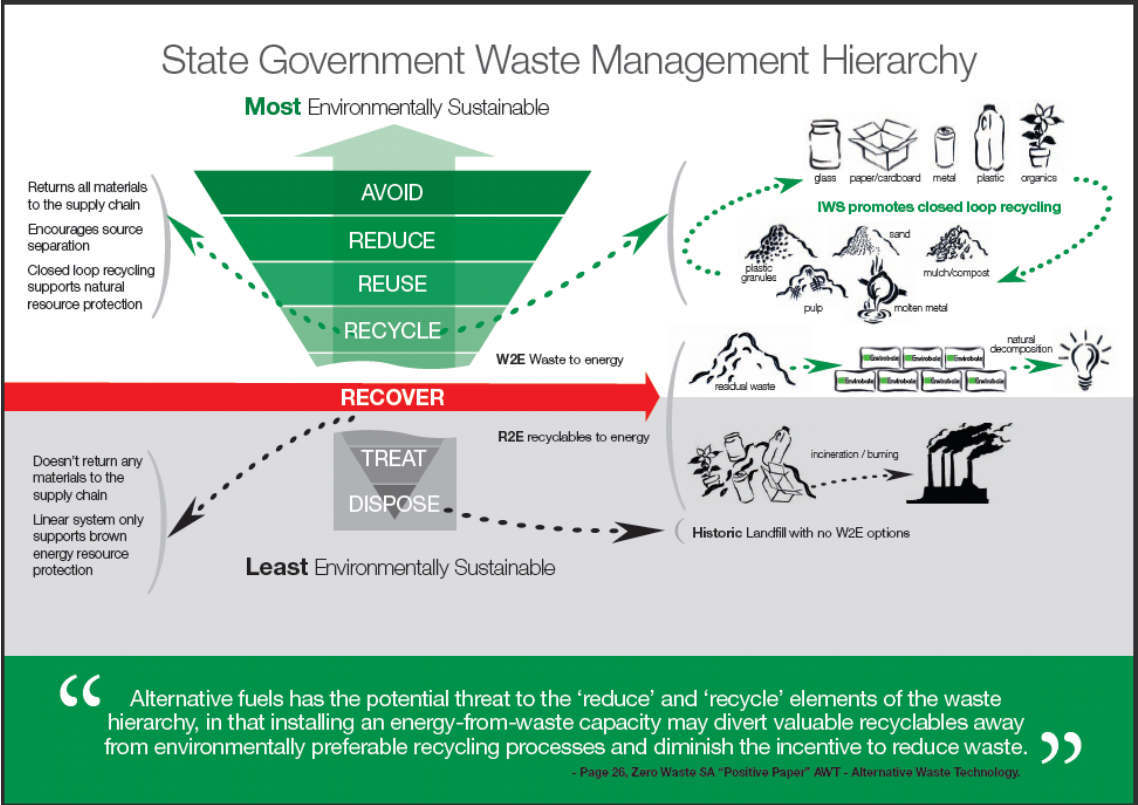 State Government Waste Management Hierarchy
Most Environmentally Sustainable
Returns all materials
to the supply chain
Encourages source
separation
Closed loop recycling
supports natural
resource protection
AVOID
REDUCE
REUSE
RECYCLE
glass
paper/cardboard
metal
plastic
organics
IWS promotes closed loop recycling
plastic
granules
sand
mulch/compost
pulp
molten metal
W2E Waste to energy
residual waste
Envirobale
Envirobale
Envirobale
Envirobale
Envirobale
Envirobale
Envirobale
natural
decomposition
RECOVER
R2E recyclables to energy
incineration / burning
Doesn't return any
materials to the
supply chain
Linear system only
supports brown
energy resource
protection
TREAT
DISPOSE
Historic Landfill with no W2E options
Least Environmentally Sustainable
“ Alternative fuels has the potential threat to the ‘reduce’ and ‘recycle’ elements of the waste
hierarchy, in that installing an energy-from-waste capacity may divert valuable recyclables away
from environmentally preferable recycling processes and diminish the incentive to reduce waste. ”
- Page 26, Zero Waste SA “Positive Paper” AWT - Alternative Waste Technology.